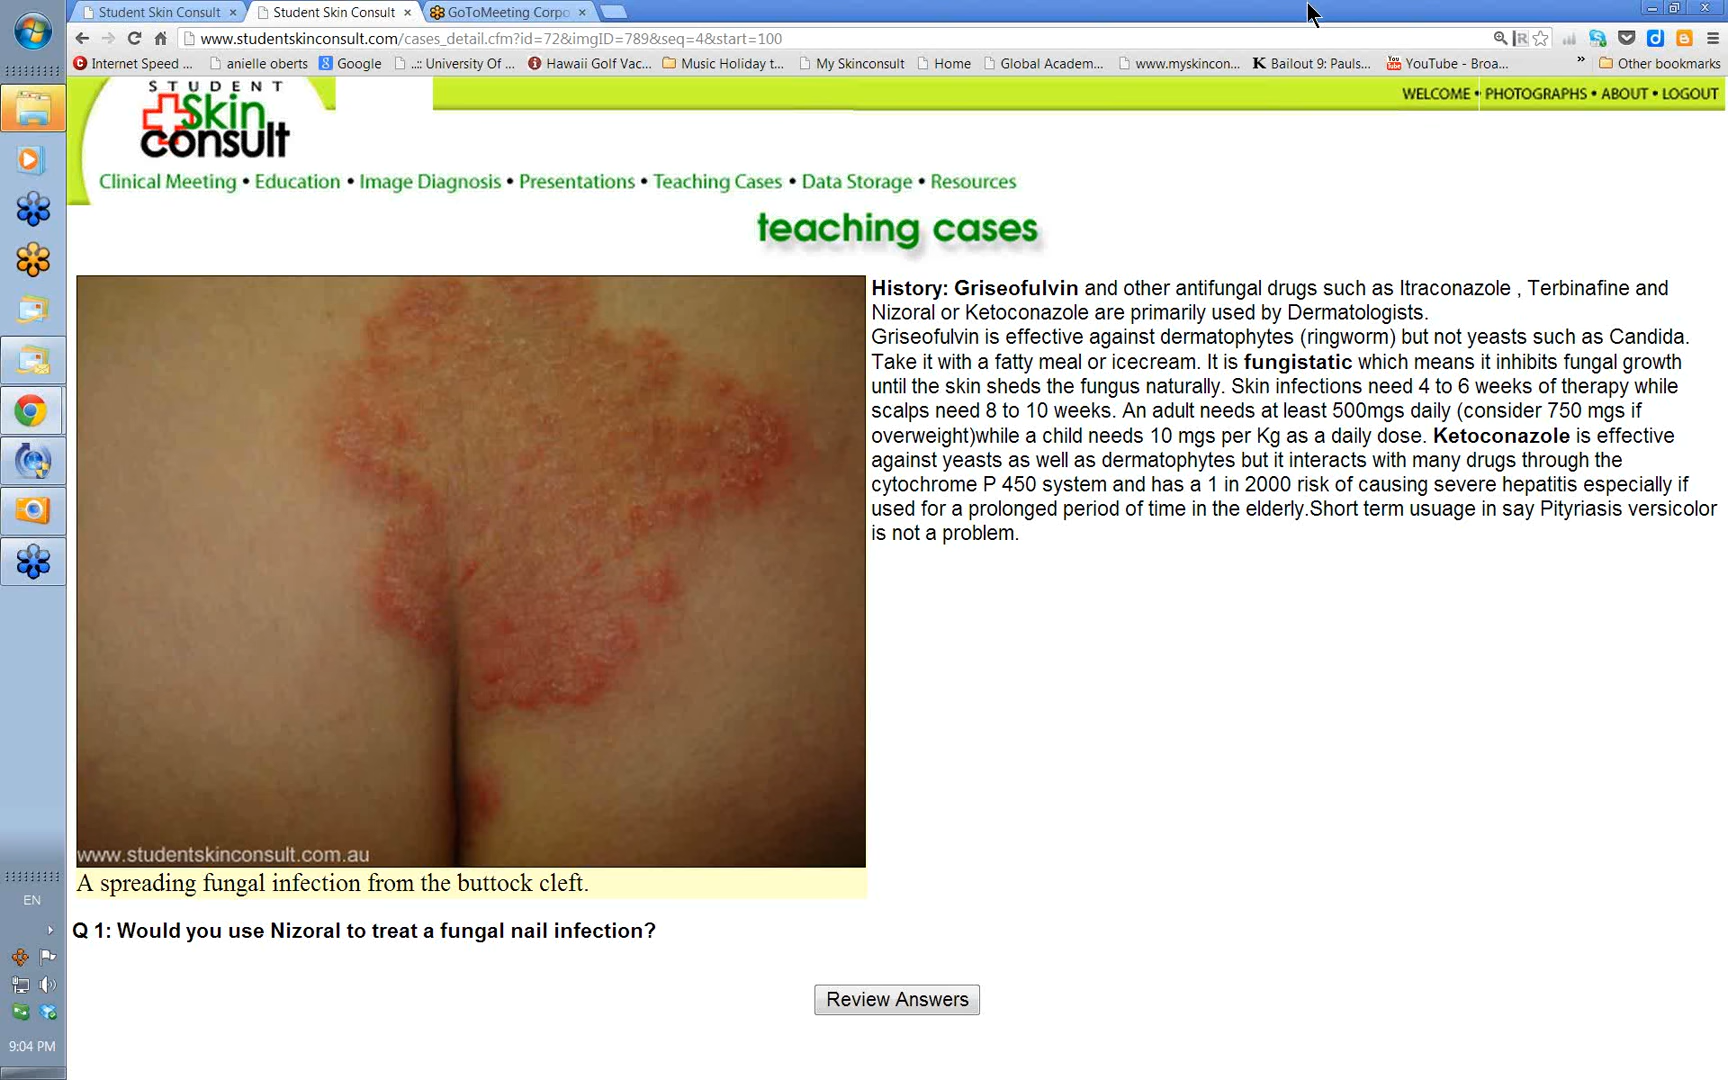 Student Skin Consult
Student Skin Consult
GoToMeeting Corpo
www.studentskinconsult.com/cases_detail.cfm?id=72&imgID=789&seq=4&start=100
Internet Speed ...
anielle oberts
Google
..:: University Of ...
Hawaii Golf Vac...
Music Holiday t...
My Skinconsult
Home
Global Academ...
www.myskincon...
K Bailout 9: Pauls...
YouTube - Broa...
»
Other bookmarks
WELCOME • PHOTOGRAPHS • ABOUT • LOGOUT
STUDENT
Skin
consult
Clinical Meeting • Education • Image Diagnosis • Presentations • Teaching Cases • Data Storage • Resources
teaching cases
History: Griseofulvin and other antifungal drugs such as Itraconazole , Terbinafine and
Nizoral or Ketoconazole are primarily used by Dermatologists.
Griseofulvin is effective against dermatophytes (ringworm) but not yeasts such as Candida.
Take it with a fatty meal or icecream. It is fungistatic which means it inhibits fungal growth
until the skin sheds the fungus naturally. Skin infections need 4 to 6 weeks of therapy while
scalps need 8 to 10 weeks. An adult needs at least 500mgs daily (consider 750 mgs if
overweight)while a child needs 10 mgs per Kg as a daily dose. Ketoconazole is effective
against yeasts as well as dermatophytes but it interacts with many drugs through the
cytochrome P 450 system and has a 1 in 2000 risk of causing severe hepatitis especially if
used for a prolonged period of time in the elderly.Short term usuage in say Pityriasis versicolor
is not a problem.
www.studentskinconsult.com.au
A spreading fungal infection from the buttock cleft.
Q 1: Would you use Nizoral to treat a fungal nail infection?
Review Answers
EN
9:04 PM